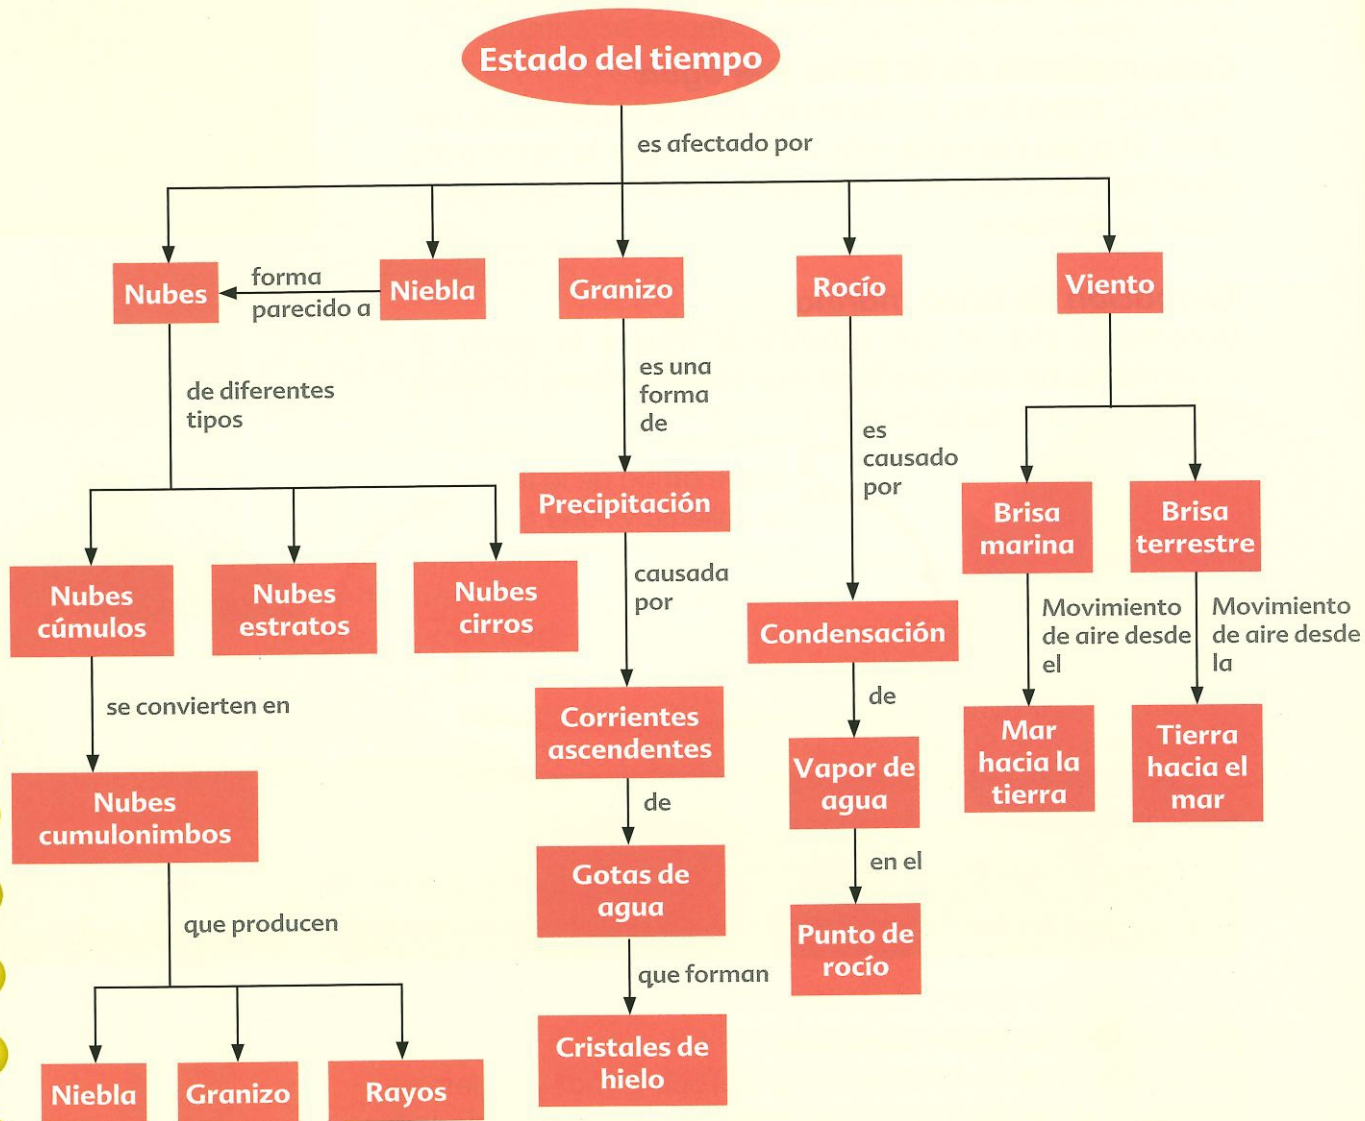 Estado del tiempo
es afectado por
Nubes
forma
parecido a
Niebla
Granizo
Rocío
Viento
de diferentes
tipos
es una
forma
de
es
causado
por
Precipitación
Brisa
marina
Brisa
terrestre
Nubes
cúmulos
Nubes
estratos
Nubes
cirros
causada
por
Condensación
Movimiento
de aire desde
el
Movimiento
de aire desde
la
se convierten en
Corrientes
ascendentes
de
Vapor de
agua
Mar
hacia la
tierra
Tierra
hacia el
mar
Nubes
cumulonimbos
de
Gotas de
agua
en el
Punto de
rocío
que producen
que forman
Cristales de
hielo
Niebla
Granizo
Rayos